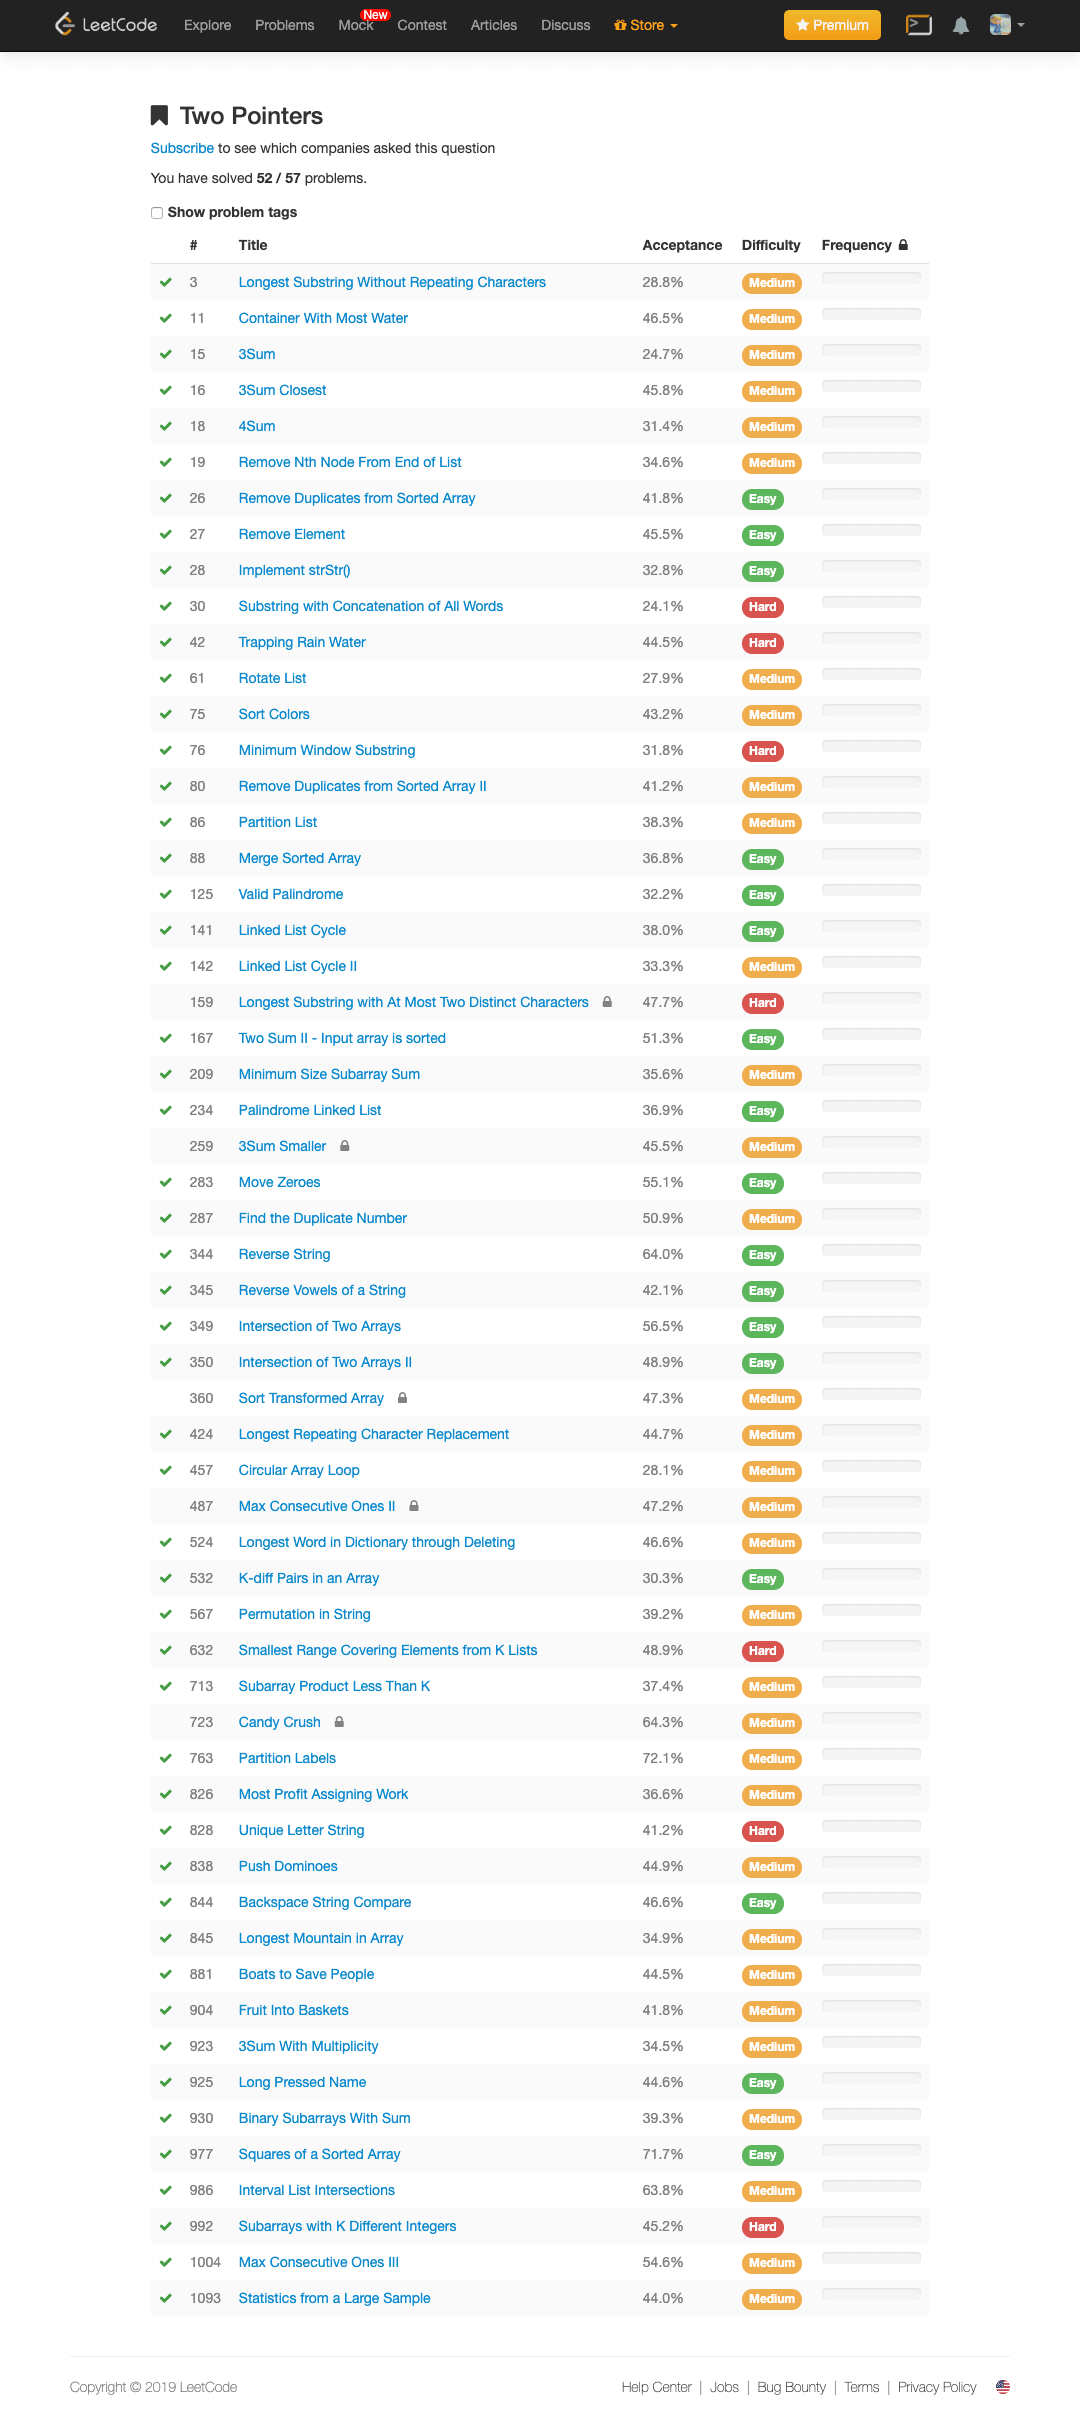 LeetCode Explore Problems Mock New Contest Articles Discuss Store Premium
Two Pointers
Subscribe to see which companies asked this question
You have solved 52 / 57 problems.
Show problem tags
# Title Acceptance Difficulty Frequency
3 Longest Substring Without Repeating Characters 28.8% Medium
11 Container With Most Water 46.5% Medium
15 3Sum 24.7% Medium
16 3Sum Closest 45.8% Medium
18 4Sum 31.4% Medium
19 Remove Nth Node From End of List 34.6% Medium
26 Remove Duplicates from Sorted Array 41.8% Easy
27 Remove Element 45.5% Easy
28 Implement strStr() 32.8% Easy
30 Substring with Concatenation of All Words 24.1% Hard
42 Trapping Rain Water 44.5% Hard
61 Rotate List 27.9% Medium
75 Sort Colors 43.2% Medium
76 Minimum Window Substring 31.8% Hard
80 Remove Duplicates from Sorted Array II 41.2% Medium
86 Partition List 38.3% Medium
88 Merge Sorted Array 36.8% Easy
125 Valid Palindrome 32.2% Easy
141 Linked List Cycle 38.0% Easy
142 Linked List Cycle II 33.3% Medium
159 Longest Substring with At Most Two Distinct Characters 47.7% Hard
167 Two Sum II - Input array is sorted 51.3% Easy
209 Minimum Size Subarray Sum 35.6% Medium
234 Palindrome Linked List 36.9% Easy
259 3Sum Smaller 45.5% Medium
283 Move Zeroes 55.1% Easy
287 Find the Duplicate Number 50.9% Medium
344 Reverse String 64.0% Easy
345 Reverse Vowels of a String 42.1% Easy
349 Intersection of Two Arrays 56.5% Easy
350 Intersection of Two Arrays II 48.9% Easy
360 Sort Transformed Array 47.3% Medium
424 Longest Repeating Character Replacement 44.7% Medium
457 Circular Array Loop 28.1% Medium
487 Max Consecutive Ones II 47.2% Medium
524 Longest Word in Dictionary through Deleting 46.6% Medium
532 K-diff Pairs in an Array 30.3% Easy
567 Permutation in String 39.2% Medium
632 Smallest Range Covering Elements from K Lists 48.9% Hard
713 Subarray Product Less Than K 37.4% Medium
723 Candy Crush 64.3% Medium
763 Partition Labels 72.1% Medium
826 Most Profit Assigning Work 36.6% Medium
828 Unique Letter String 41.2% Hard
838 Push Dominoes 44.9% Medium
844 Backspace String Compare 46.6% Easy
845 Longest Mountain in Array 34.9% Medium
881 Boats to Save People 44.5% Medium
904 Fruit Into Baskets 41.8% Medium
923 3Sum With Multiplicity 34.5% Medium
925 Long Pressed Name 44.6% Easy
930 Binary Subarrays With Sum 39.3% Medium
977 Squares of a Sorted Array 71.7% Easy
986 Interval List Intersections 63.8% Medium
992 Subarrays with K Different Integers 45.2% Hard
1004 Max Consecutive Ones III 54.6% Medium
1093 Statistics from a Large Sample 44.0% Medium
Copyright © 2019 LeetCode Help Center | Jobs | Bug Bounty | Terms | Privacy Policy